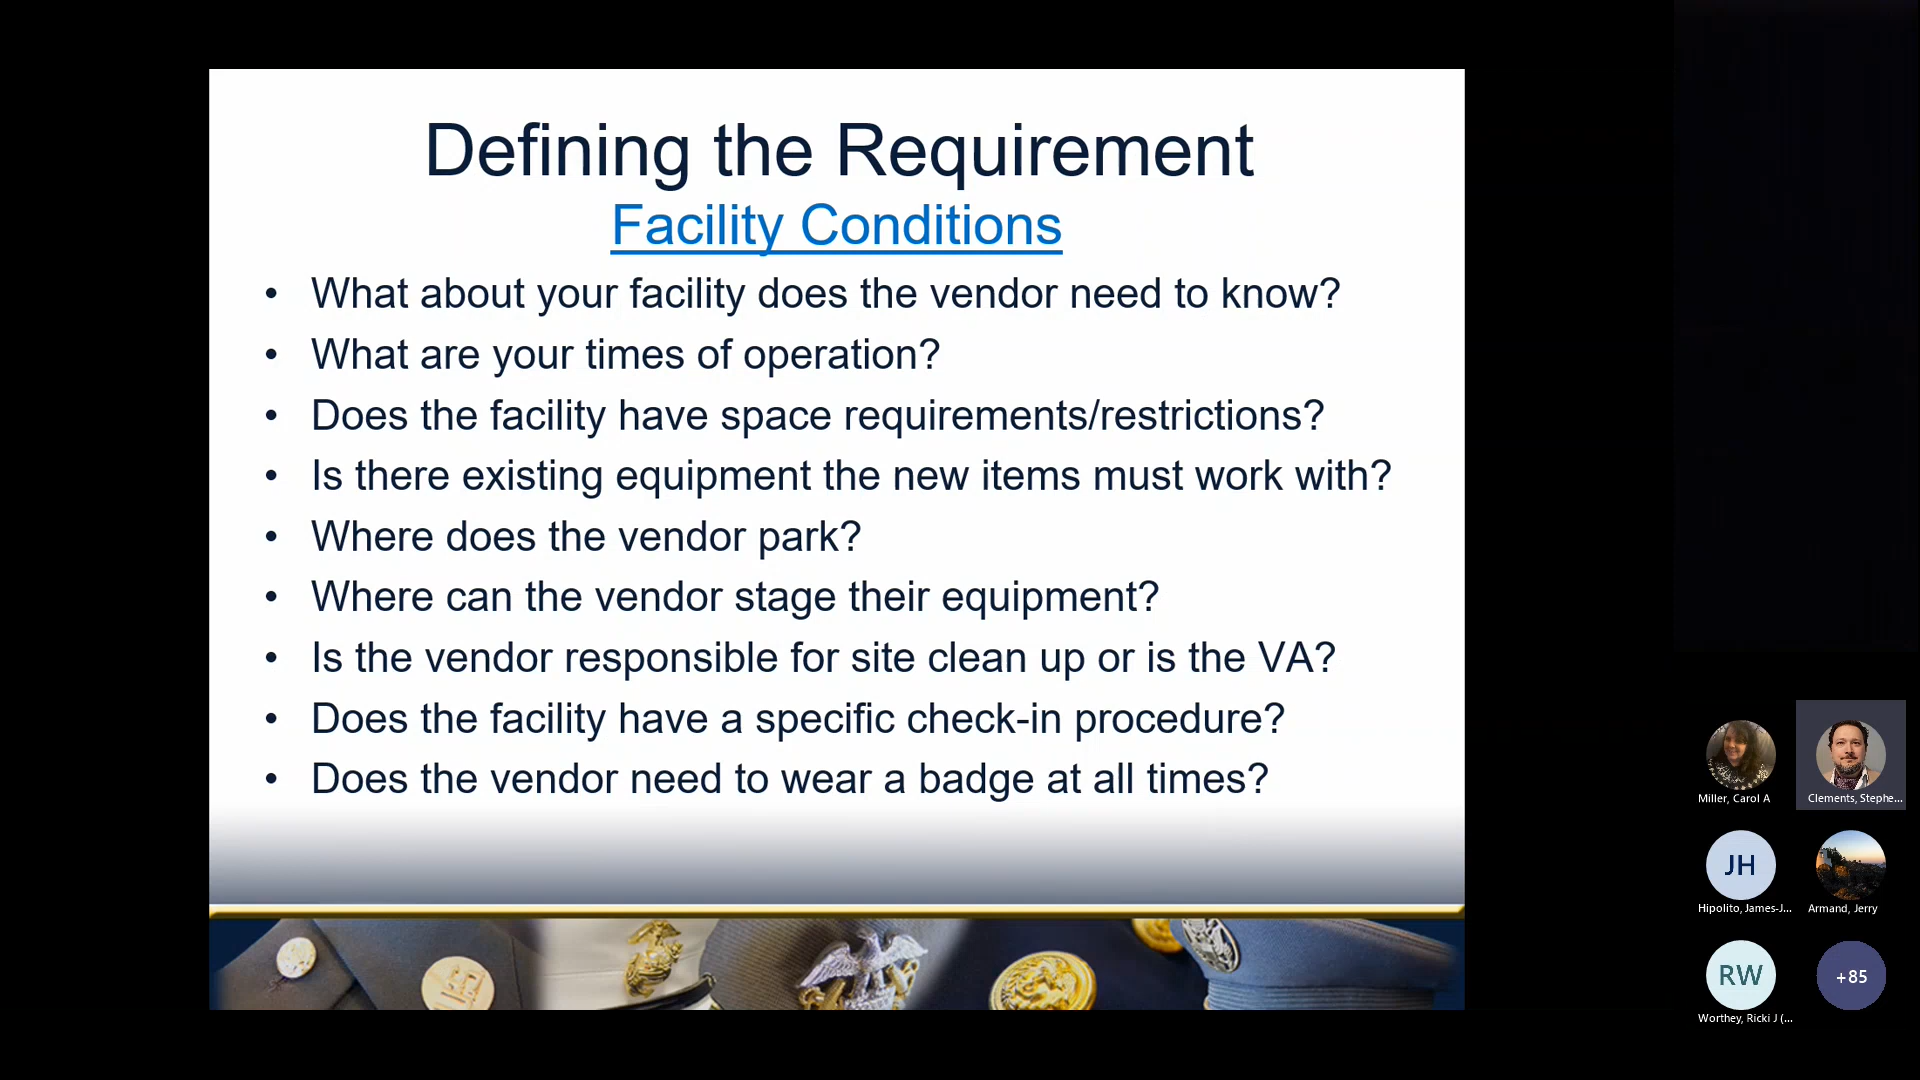 Defining the Requirement
Facility Conditions
• What about your facility does the vendor need to know?
• What are your times of operation?
• Does the facility have space requirements/restrictions?
• Is there existing equipment the new items must work with?
• Where does the vendor park?
• Where can the vendor stage their equipment?
• Is the vendor responsible for site clean up or is the VA?
• Does the facility have a specific check-in procedure?
• Does the vendor need to wear a badge at all times?
Miller, Carol A
Clements, Stephe...
JH
Hipolito, James-J...
Armand, Jerry
RW
+85
Worthey, Ricki J (...